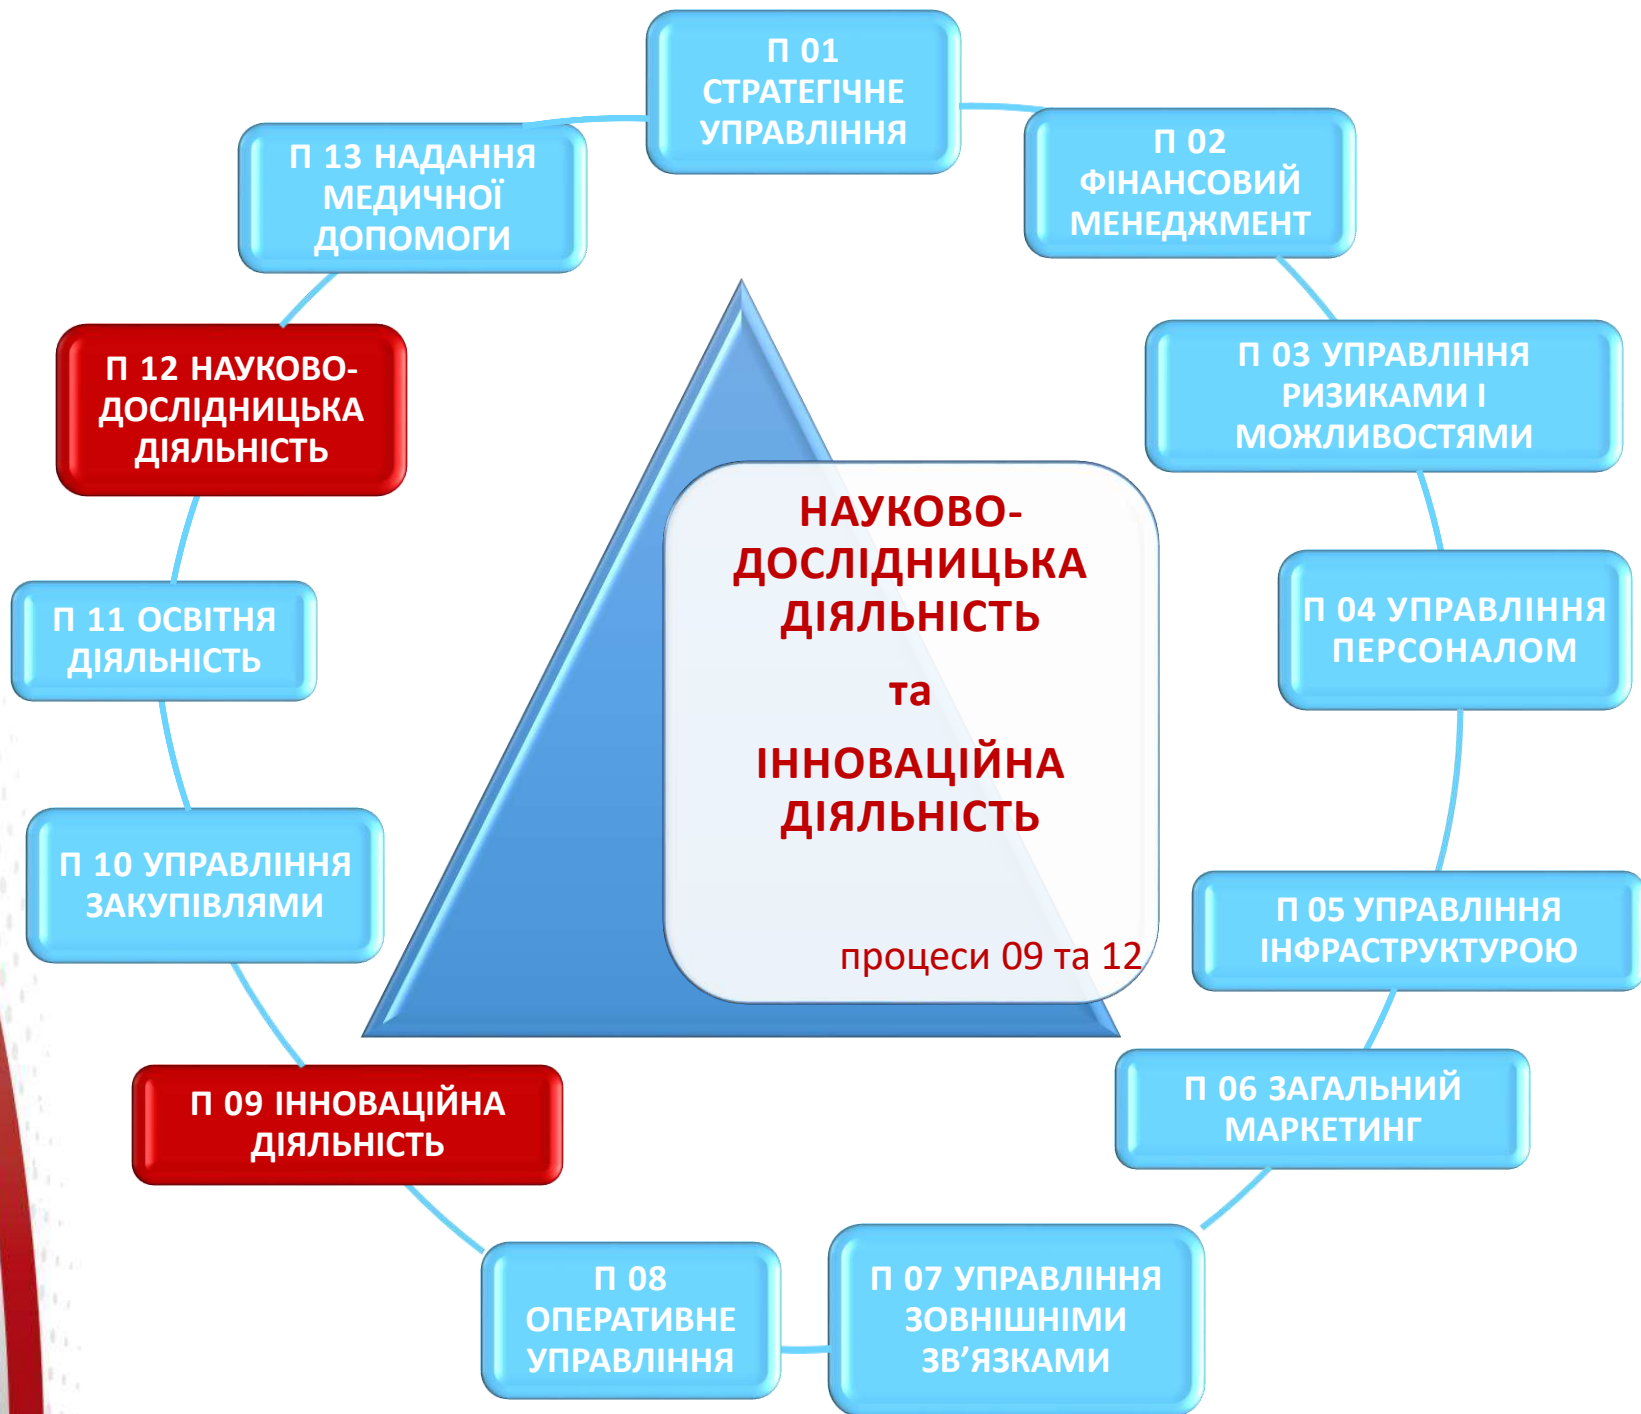 П 01
СТРАТЕГІЧНЕ
УПРАВЛІННЯ
П 02
ФІНАНСОВИЙ
МЕНЕДЖМЕНТ
П 03 УПРАВЛІННЯ
РИЗИКАМИ І
МОЖЛИВОСТЯМИ
П 04 УПРАВЛІННЯ
ПЕРСОНАЛОМ
П 05 УПРАВЛІННЯ
ІНФРАСТРУКТУРОЮ
П 06 ЗАГАЛЬНИЙ
МАРКЕТИНГ
П 07 УПРАВЛІННЯ
ЗОВНІШНІМИ
ЗВ’ЯЗКАМИ
П 08
ОПЕРАТИВНЕ
УПРАВЛІННЯ
П 09 ІННОВАЦІЙНА
ДІЯЛЬНІСТЬ
П 10 УПРАВЛІННЯ
ЗАКУПІВЛЯМИ
П 11 ОСВІТНЯ
ДІЯЛЬНІСТЬ
П 12 НАУКОВО-
ДОСЛІДНИЦЬКА
ДІЯЛЬНІСТЬ
П 13 НАДАННЯ
МЕДИЧНОЇ
ДОПОМОГИ
НАУКОВО-
ДОСЛІДНИЦЬКА
ДІЯЛЬНІСТЬ
та
ІННОВАЦІЙНА
ДІЯЛЬНІСТЬ
процеси 09 та 12